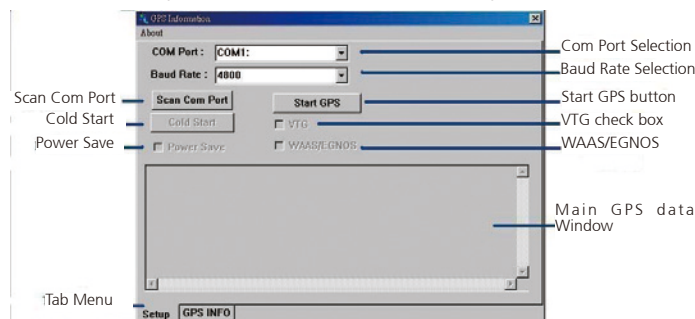 GPS Information
About
COM Port : COM1: Com Port Selection
Baud Rate : 4800 Baud Rate Selection
Scan Com Port Scan Com Port Start GPS Start GPS button
Cold Start Cold Start VTG VTG check box
Power Save Power Save WAAS/EGNOS WAAS/EGNOS
Main GPS data
Window
Tab Menu
Setup GPS INFO